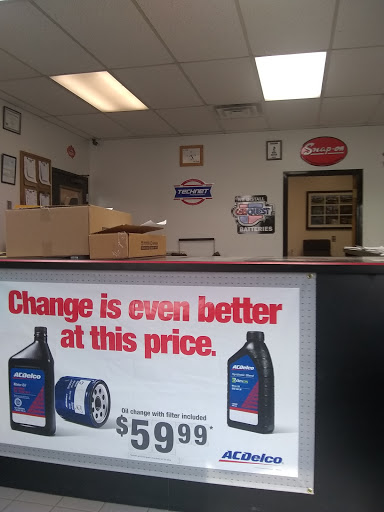 Snap-on
TECHNET
CARQUEST
BATTERIES
Change is even better
at this price.
ACDelco
ACDelco
Oil change with filter included
$59.99*
ACDelco